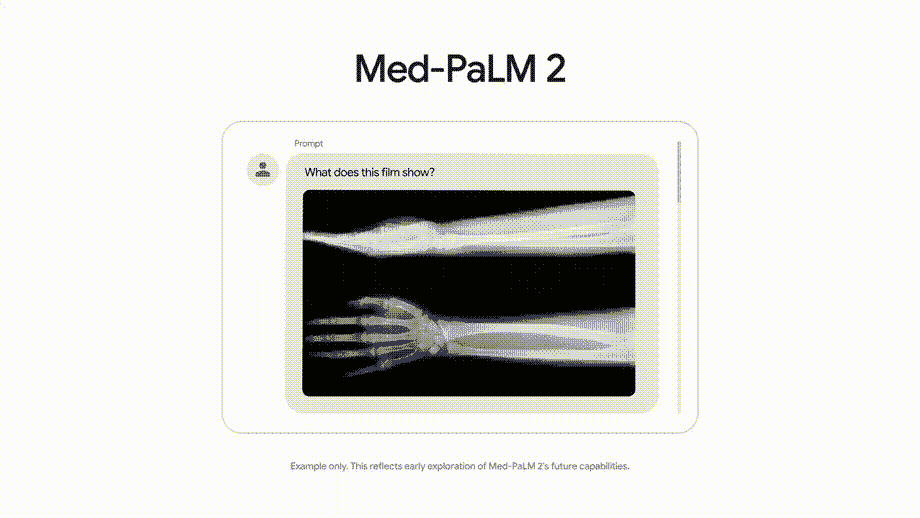 Med-PaLM 2
Prompt
What does this film show?
Example only. This reflects early exploration of Med-PaLM 2's future capabilities.